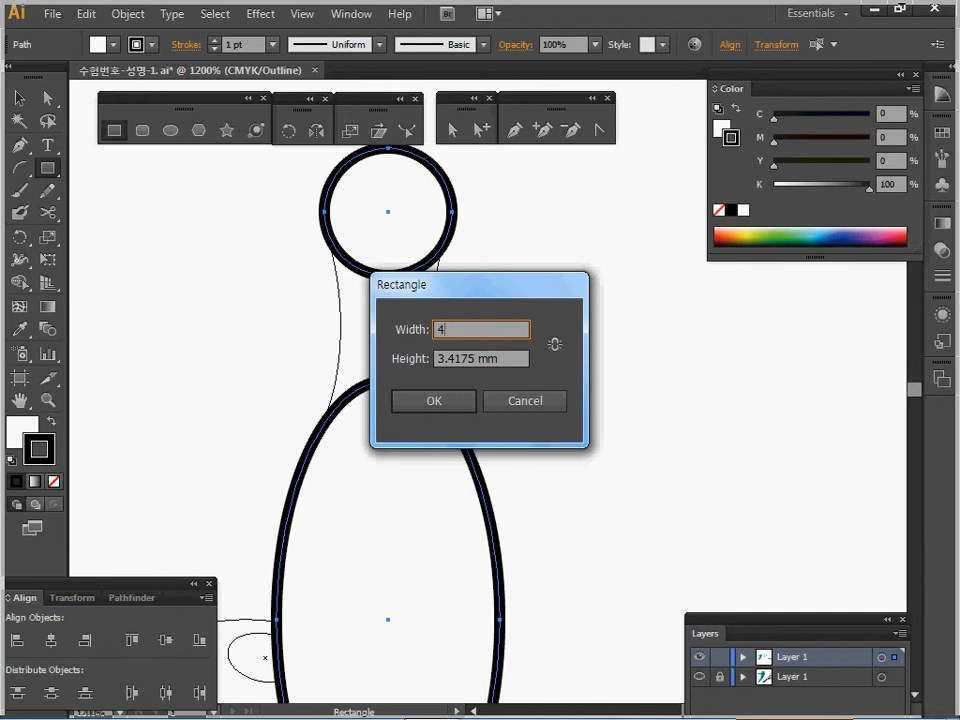 Ai File Edit Object Type Select Effect View Window Help Br Essentials
Path Stroke: 1 pt Uniform Basic Opacity: 100% Style: Align Transform
수험번호-성명-1. ai* @ 1200% (CMYK/Outline) ×
Color
C 0 %
M 0 %
Y 0 %
K 100 %
Rectangle
Width: 4
Height: 3.4175 mm
OK Cancel
Align Transform Pathfinder
Align Objects:
Distribute Objects:
Layers
Layer 1
Layer 1
Rectangle